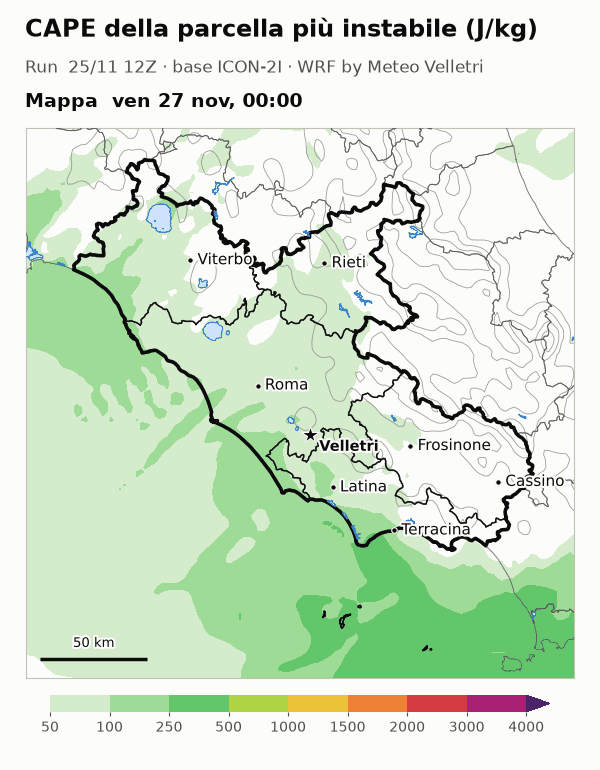 CAPE della parcella più instabile (J/kg)
Run  25/11 12Z · base ICON-2I · WRF by Meteo Velletri
Mappa  ven 27 nov, 00:00
Viterbo
Rieti
Roma
Velletri
Frosinone
Latina
Cassino
Terracina
50 km
50 100 250 500 1000 1500 2000 3000 4000